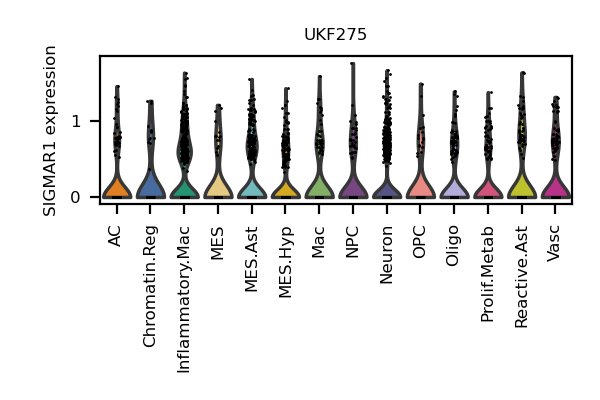 UKF275
SIGMAR1 expression
1
0
AC
Chromatin.Reg
Inflammatory.Mac
MES
MES.Ast
MES.Hyp
Mac
NPC
Neuron
OPC
Oligo
Prolif.Metab
Reactive.Ast
Vasc